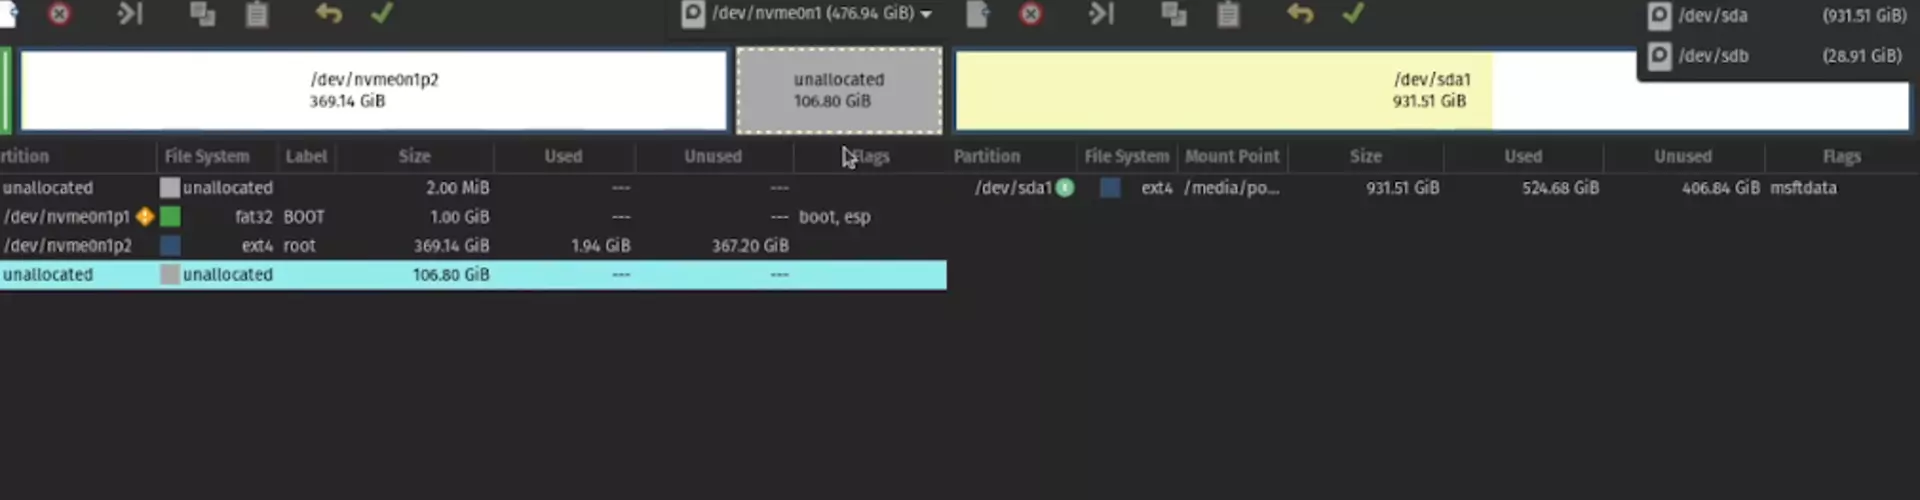 /dev/nvme0n1 (476.94 GiB)
/dev/sda (931.51 GiB)
/dev/sdb (28.91 GiB)
/dev/nvme0n1p2
369.14 GiB
unallocated
106.80 GiB
/dev/sda1
931.51 GiB
rtition File System Label Size Used Unused Flags
unallocated unallocated 2.00 MiB --- ---
/dev/nvme0n1p1 fat32 BOOT 1.00 GiB --- --- boot, esp
/dev/nvme0n1p2 ext4 root 369.14 GiB 1.94 GiB 367.20 GiB
unallocated unallocated 106.80 GiB --- ---
Partition File System Mount Point Size Used Unused Flags
/dev/sda1 ext4 /media/po... 931.51 GiB 524.68 GiB 406.84 GiB msftdata